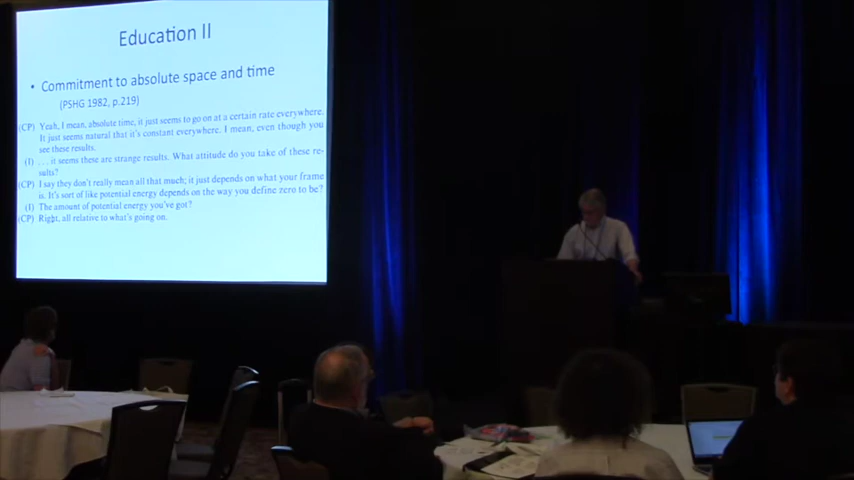 Education II
• Commitment to absolute space and time
(PSHG 1982, p.219)
(CP) Yeah, I mean, absolute time, it just seems to go on at a certain rate everywhere.
It just seems natural that it's constant everywhere. I mean, even though you
see these results.
(I) . . . it seems these are strange results. What attitude do you take of these re-
sults?
(CP) I say they don't really mean all that much; it just depends on what your frame
is. It's sort of like potential energy depends on the way you define zero to be?
(I) The amount of potential energy you've got?
(CP) Right, all relative to what's going on.